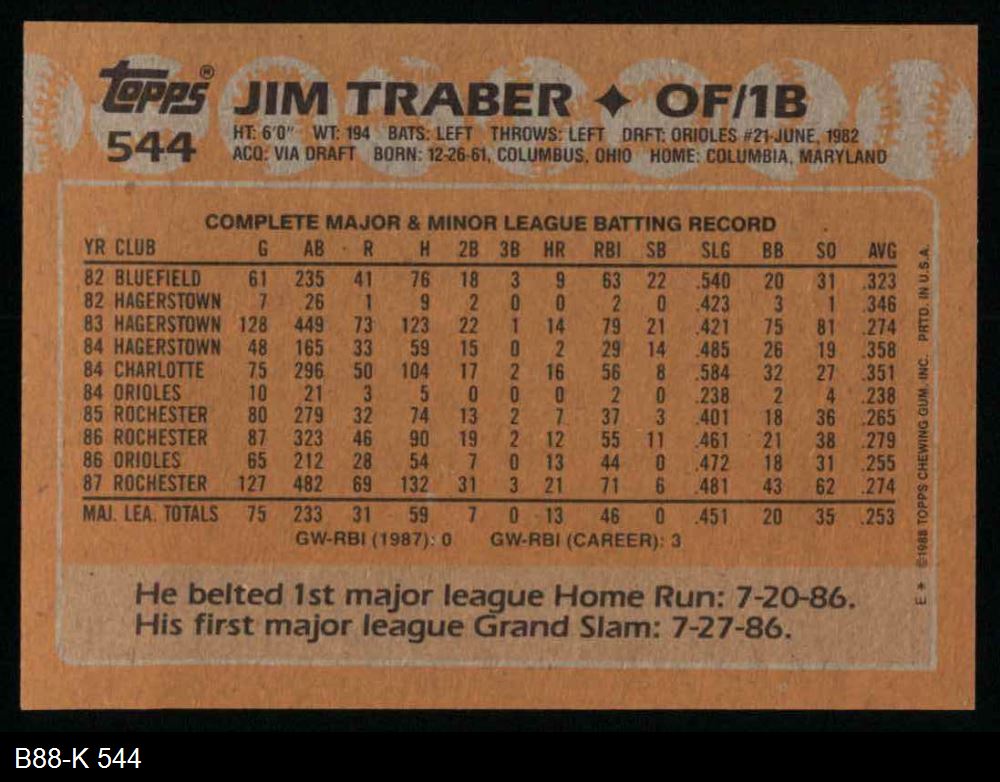 Topps® JIM TRABER ✦ OF/1B
544 HT: 6'0" WT: 194 BATS: LEFT THROWS: LEFT DRFT: ORIOLES #21-JUNE, 1982
ACQ: VIA DRAFT BORN: 12-26-61, COLUMBUS, OHIO HOME: COLUMBIA, MARYLAND
COMPLETE MAJOR & MINOR LEAGUE BATTING RECORD
YR CLUB G AB R H 2B 3B HR RBI SB SLG BB SO AVG
82 BLUEFIELD 61 235 41 76 18 3 9 63 22 .540 20 31 .323
82 HAGERSTOWN 7 26 1 9 2 0 0 2 0 .423 3 1 .346
83 HAGERSTOWN 128 449 73 123 22 1 14 79 21 .421 75 81 .274
84 HAGERSTOWN 48 165 33 59 15 0 2 29 14 .485 26 19 .358
84 CHARLOTTE 75 296 50 104 17 2 16 56 8 .584 32 27 .351
84 ORIOLES 10 21 3 5 0 0 0 2 0 .238 2 4 .238
85 ROCHESTER 80 279 32 74 13 2 7 37 3 .401 18 36 .265
86 ROCHESTER 87 323 46 90 19 2 12 55 11 .461 21 38 .279
86 ORIOLES 65 212 28 54 7 0 13 44 0 .472 18 31 .255
87 ROCHESTER 127 482 69 132 31 3 21 71 6 .481 43 62 .274
MAJ. LEA. TOTALS 75 233 31 59 7 0 13 46 0 .451 20 35 .253
GW-RBI (1987): 0 GW-RBI (CAREER): 3
He belted 1st major league Home Run: 7-20-86.
His first major league Grand Slam: 7-27-86.
E* ©1988 TOPPS CHEWING GUM, INC. PRTD. IN U.S.A.
B88-K 544